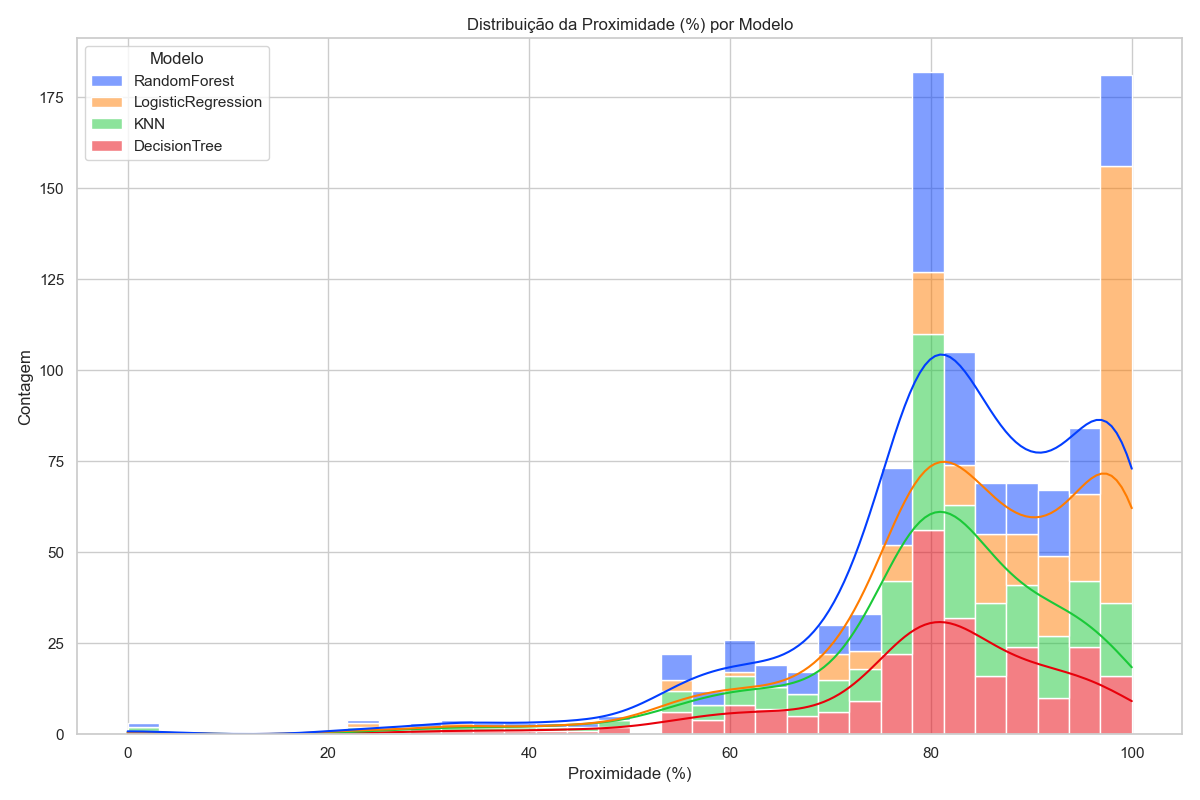 Distribuição da Proximidade (%) por Modelo
Modelo
RandomForest
LogisticRegression
KNN
DecisionTree
Contagem
175
150
125
100
75
50
25
0
0 20 40 60 80 100
Proximidade (%)